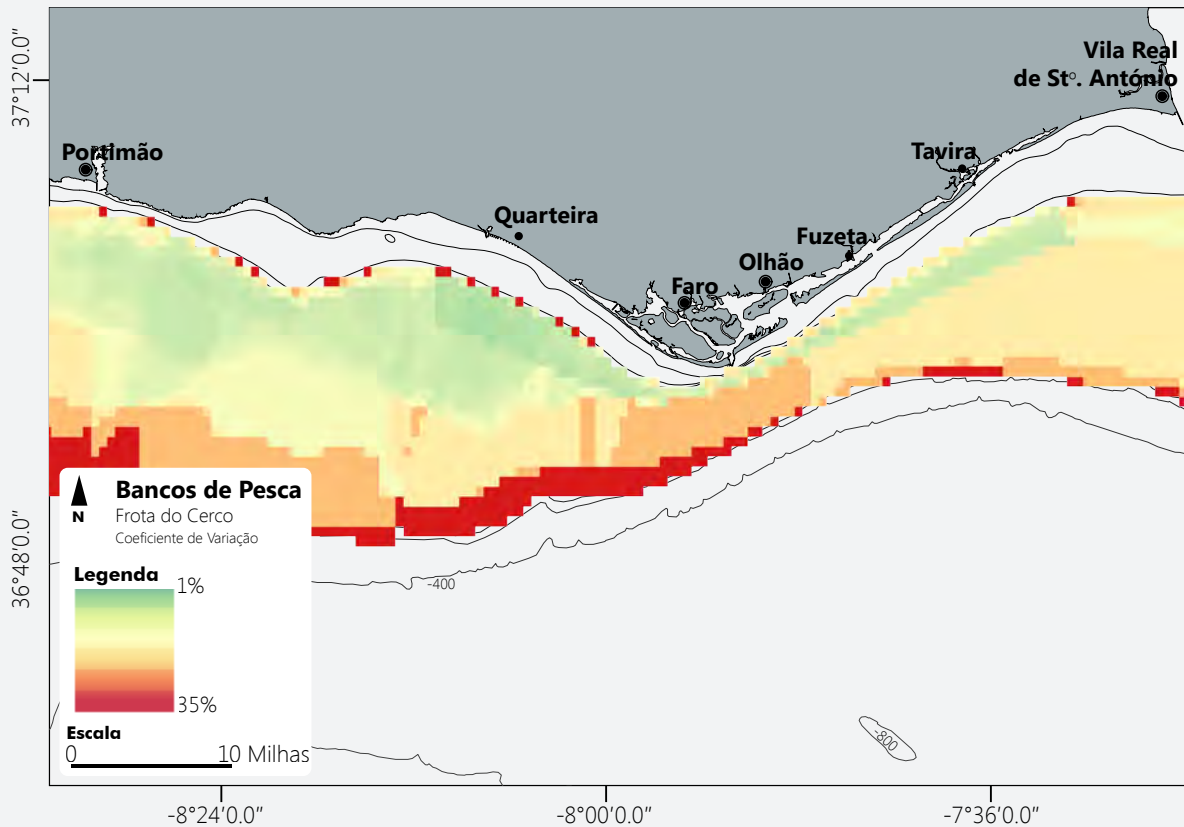 37°12'0.0"
36°48'0.0"
Vila Real
de Stº. António
Portimão
Tavira
Quarteira
Fuzeta
Olhão
Faro
Bancos de Pesca
N
Frota do Cerco
Coeficiente de Variação
Legenda
1%
35%
Escala
0
10 Milhas
-400
-800
-8°24'0.0"
-8°00'0.0"
-7°36'0.0"